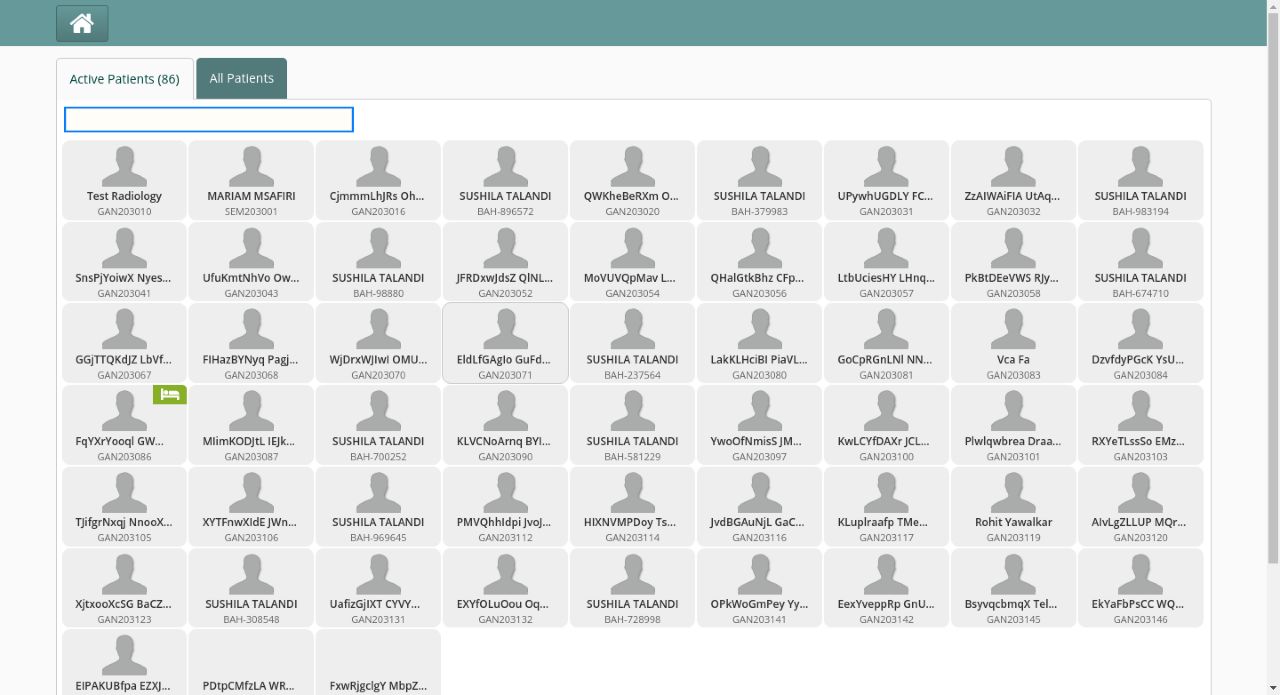 Active Patients (86)
All Patients
Test Radiology
GAN203010
MARIAM MSAFIRI
SEM203001
CjmmmLhJRs Oh...
GAN203016
SUSHILA TALANDI
BAH-896572
QWKheBeRXm O...
GAN203020
SUSHILA TALANDI
BAH-379983
UPywhUGDLY FC...
GAN203031
ZzAIWAiFIA UtAq...
GAN203032
SUSHILA TALANDI
BAH-983194
SnsPjYoiwX Nyes...
GAN203041
UfuKmtNhVo Ow...
GAN203043
SUSHILA TALANDI
BAH-98880
JFRDxwJdsZ QlNL...
GAN203052
MoVUVQpMav L...
GAN203054
QHalGtkBhz CFp...
GAN203056
LtbUciesHY LHnq...
GAN203057
PkBtDEeVWS RJy...
GAN203058
SUSHILA TALANDI
BAH-674710
GGjTTQKdJZ LbVf...
GAN203067
FIHazBYNyq Pagj...
GAN203068
WjDrxWJIwI OMU...
GAN203070
EldLfGAgIo GuFd...
GAN203071
SUSHILA TALANDI
BAH-237564
LakKLHciBI PiaVL...
GAN203080
GoCpRGnLNl NN...
GAN203081
Vca Fa
GAN203083
DzvfdyPGcK YsU...
GAN203084
FqYXrYooql GW...
GAN203086
MIimKODJtL IEJk...
GAN203087
SUSHILA TALANDI
BAH-700252
KLVCNoArnq BYI...
GAN203090
SUSHILA TALANDI
BAH-581229
YwoOfNmisS JM...
GAN203097
KwLCYfDAXr JCL...
GAN203100
Plwlqwbrea Draa...
GAN203101
RXYeTLssSo EMz...
GAN203103
TJifgrNxqj NnooX...
GAN203105
XYTFnwXIdE JWn...
GAN203106
SUSHILA TALANDI
BAH-969645
PMVQhhIdpi JvoJ...
GAN203112
HIXNVMPDoy Ts...
GAN203114
JvdBGAuNjL GaC...
GAN203116
KLuplraafp TMe...
GAN203117
Rohit Yawalkar
GAN203119
AIvLgZLLUP MQr...
GAN203120
XjtxooXcSG BaCZ...
GAN203123
SUSHILA TALANDI
BAH-308548
UafizGjIXT CYVY...
GAN203131
EXYfOLuOou Oq...
GAN203132
SUSHILA TALANDI
BAH-728998
OPkWoGmPey Yy...
GAN203141
EexYveppRp GnU...
GAN203142
BsyvqcbmqX Tel...
GAN203145
EkYaFbPsCC WQ...
GAN203146
EIPAKUBfpa EZXJ...
PDtpCMfzLA WR...
FxwRjgclgY MbpZ...